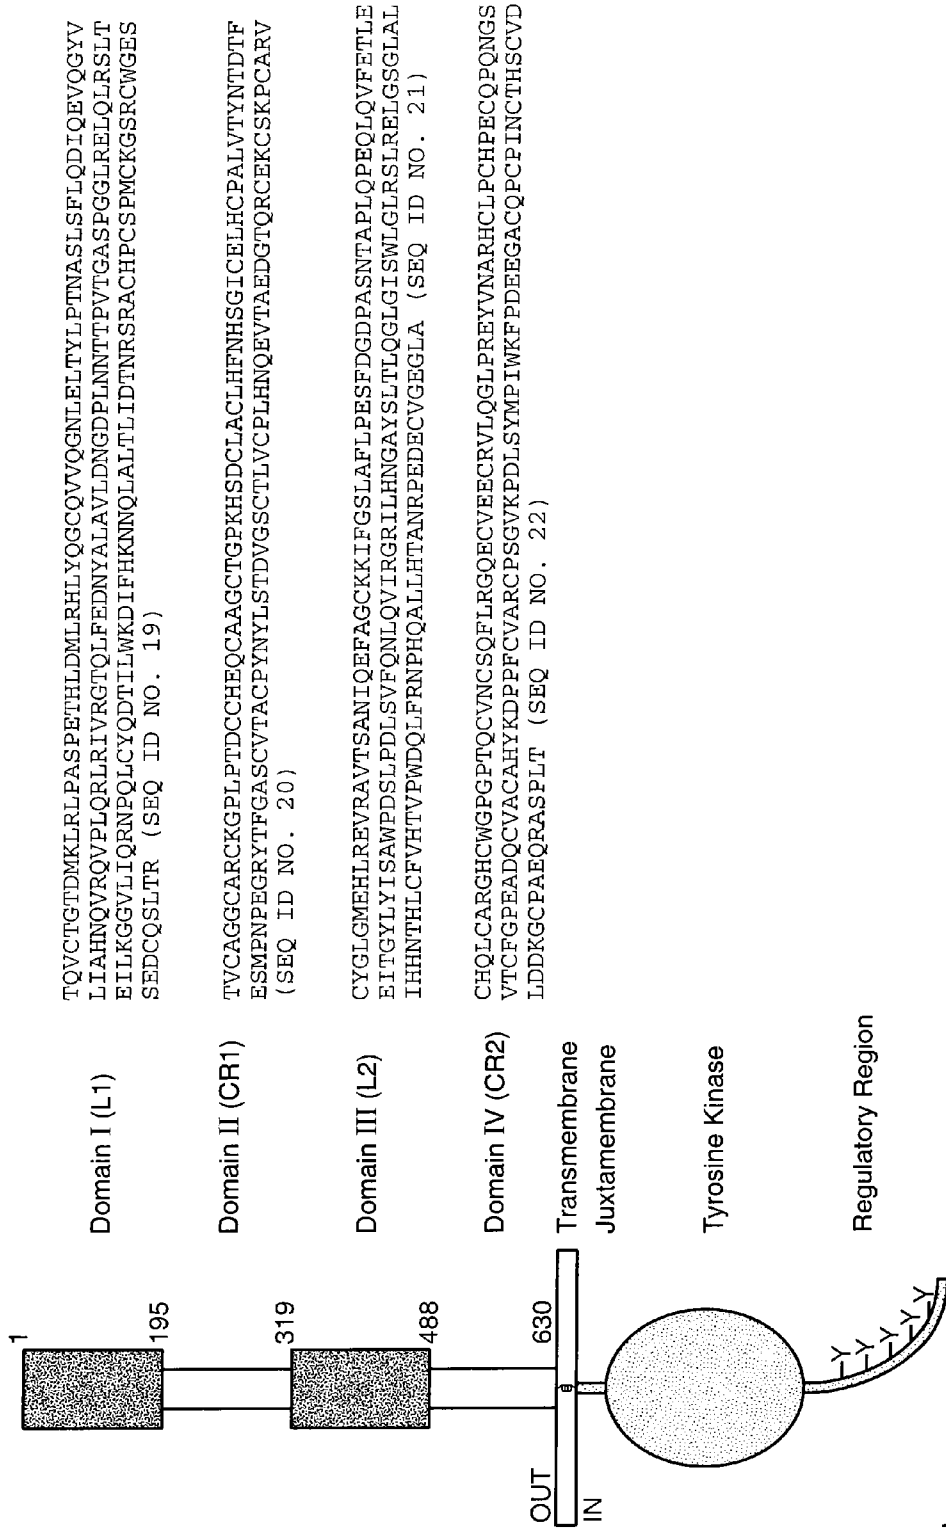 1
195
319
488
630
OUT
IN
Domain I (L1)
TQVCTGTDMKLRLPASPETHLDMLRHLYQGCQVVQGNLELTYLPTNASLSFLQDIQEVQGYV
LIAHNQVRQVPLQRLRIVRGTQLFEDNYALAVLDNGDPLNNTTPVTGASPGGLRELQLRSLT
EILKGGVLIQRNPQLCYQDTILWKDIFHKNNQLALTLIDTNRSRACHPCSPMCKGSRCWGES
SEDCQSLTR (SEQ ID NO. 19)
Domain II (CR1)
TVCAGGCARCKGPLPTDCCHEQCAAGCTGPKHSDCLACLHFNHSGICELHCPALVTYNTDTF
ESMPNPEGRYTFGASCVTACPYNYLSTDVGSCTLVCPLHNQEVTAEDGTQRCEKCSKPCARV
(SEQ ID NO. 20)
Domain III (L2)
CYGLGMEHLREVRAVTSANIQEFAGCKKIFGSLAFLPESFDGDPASNTAPLQPEQLQVFETLE
EITGYLYISAWPDSLPDLSVFQNLQVIRGRILHNGAYSLTLQGLGISWLGLRSLRELGSGLAL
IHHNTHLCFVHTVPWDQLFRNPHQALLHTANRPEDECVGEGLA (SEQ ID NO. 21)
Domain IV (CR2)
CHQLCARGHCWGPGPTQCVNCSQFLRGQECVEECRVLQGLPREYVNARHCLPCHPECQPQNGS
VTCFGPEADQCVACAHYKDPPFCVARCPSGVKPDLSYMPIWKFPDEEGACQPCPINCTHSCVD
LDDKGCPAEQRASPLT (SEQ ID NO. 22)
Transmembrane
Juxtamembrane
Tyrosine Kinase
Regulatory Region
Y
Y
Y
Y
Y